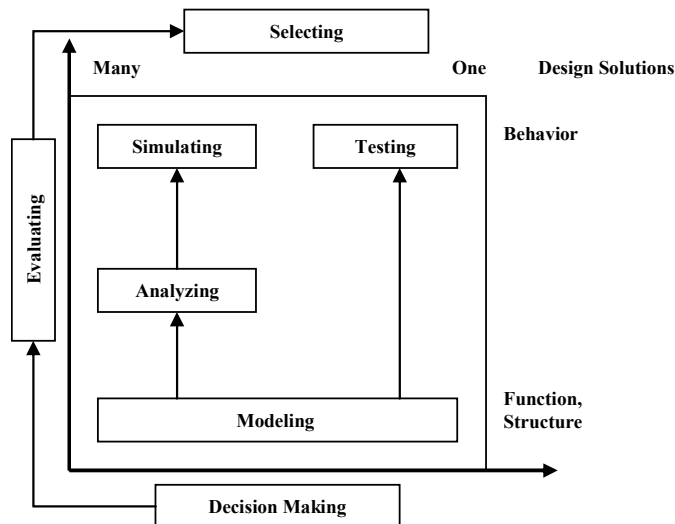 Selecting
Many
One
Design Solutions
Simulating
Testing
Behavior
Evaluating
Analyzing
Modeling
Function,
Structure
Decision Making